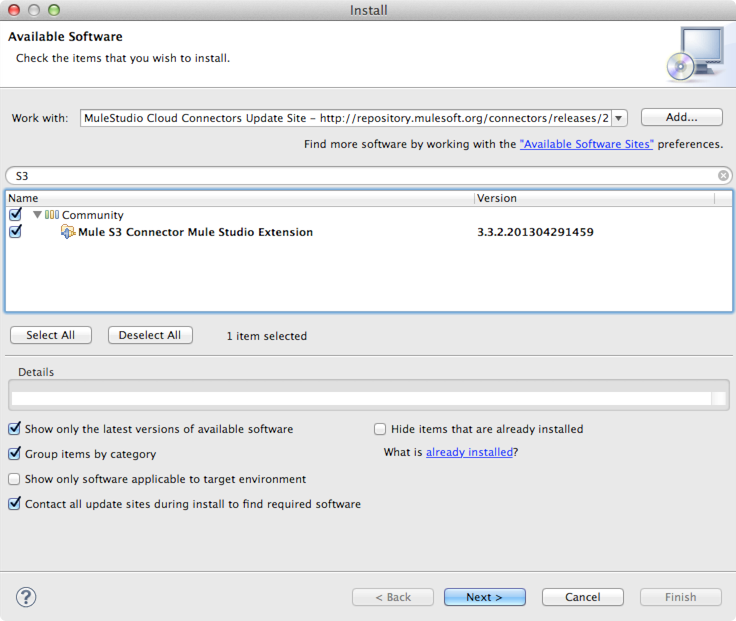 Install
Available Software
Check the items that you wish to install.
Work with: MuleStudio Cloud Connectors Update Site – http://repository.mulesoft.org/connectors/releases/2 Add...
Find more software by working with the "Available Software Sites" preferences.
S3
Name Version
Community
Mule S3 Connector Mule Studio Extension 3.3.2.201304291459
Select All Deselect All 1 item selected
Details
Show only the latest versions of available software Hide items that are already installed
Group items by category What is already installed?
Show only software applicable to target environment
Contact all update sites during install to find required software
? < Back Next > Cancel Finish